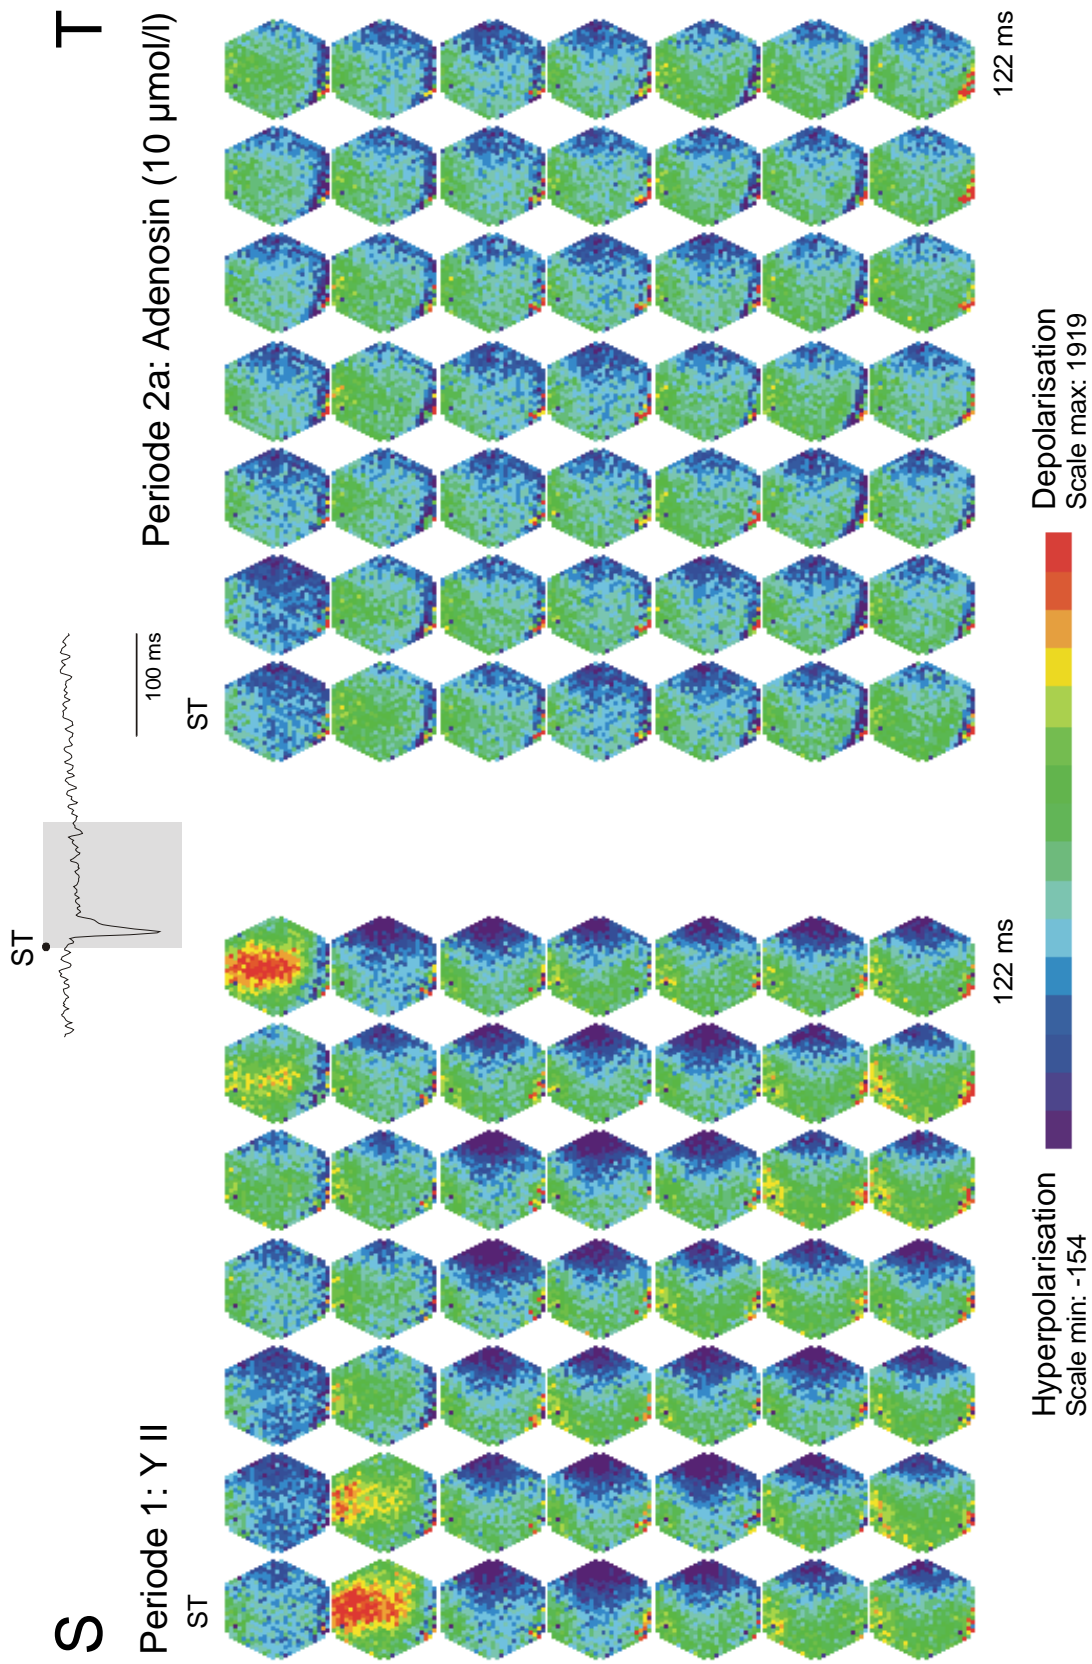 S
Periode 1: Y II
ST
122 ms
ST
100 ms
T
Periode 2a: Adenosin (10 µmol/l)
ST
122 ms
Hyperpolarisation
Scale min: -154
Depolarisation
Scale max: 1919